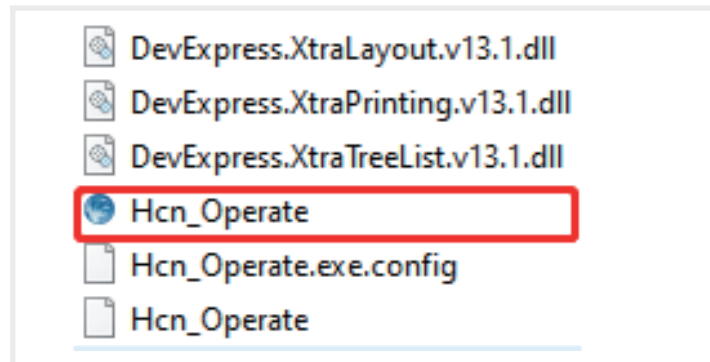 DevExpress.XtraLayout.v13.1.dll
DevExpress.XtraPrinting.v13.1.dll
DevExpress.XtraTreeList.v13.1.dll
Hcn_Operate
Hcn_Operate.exe.config
Hcn_Operate